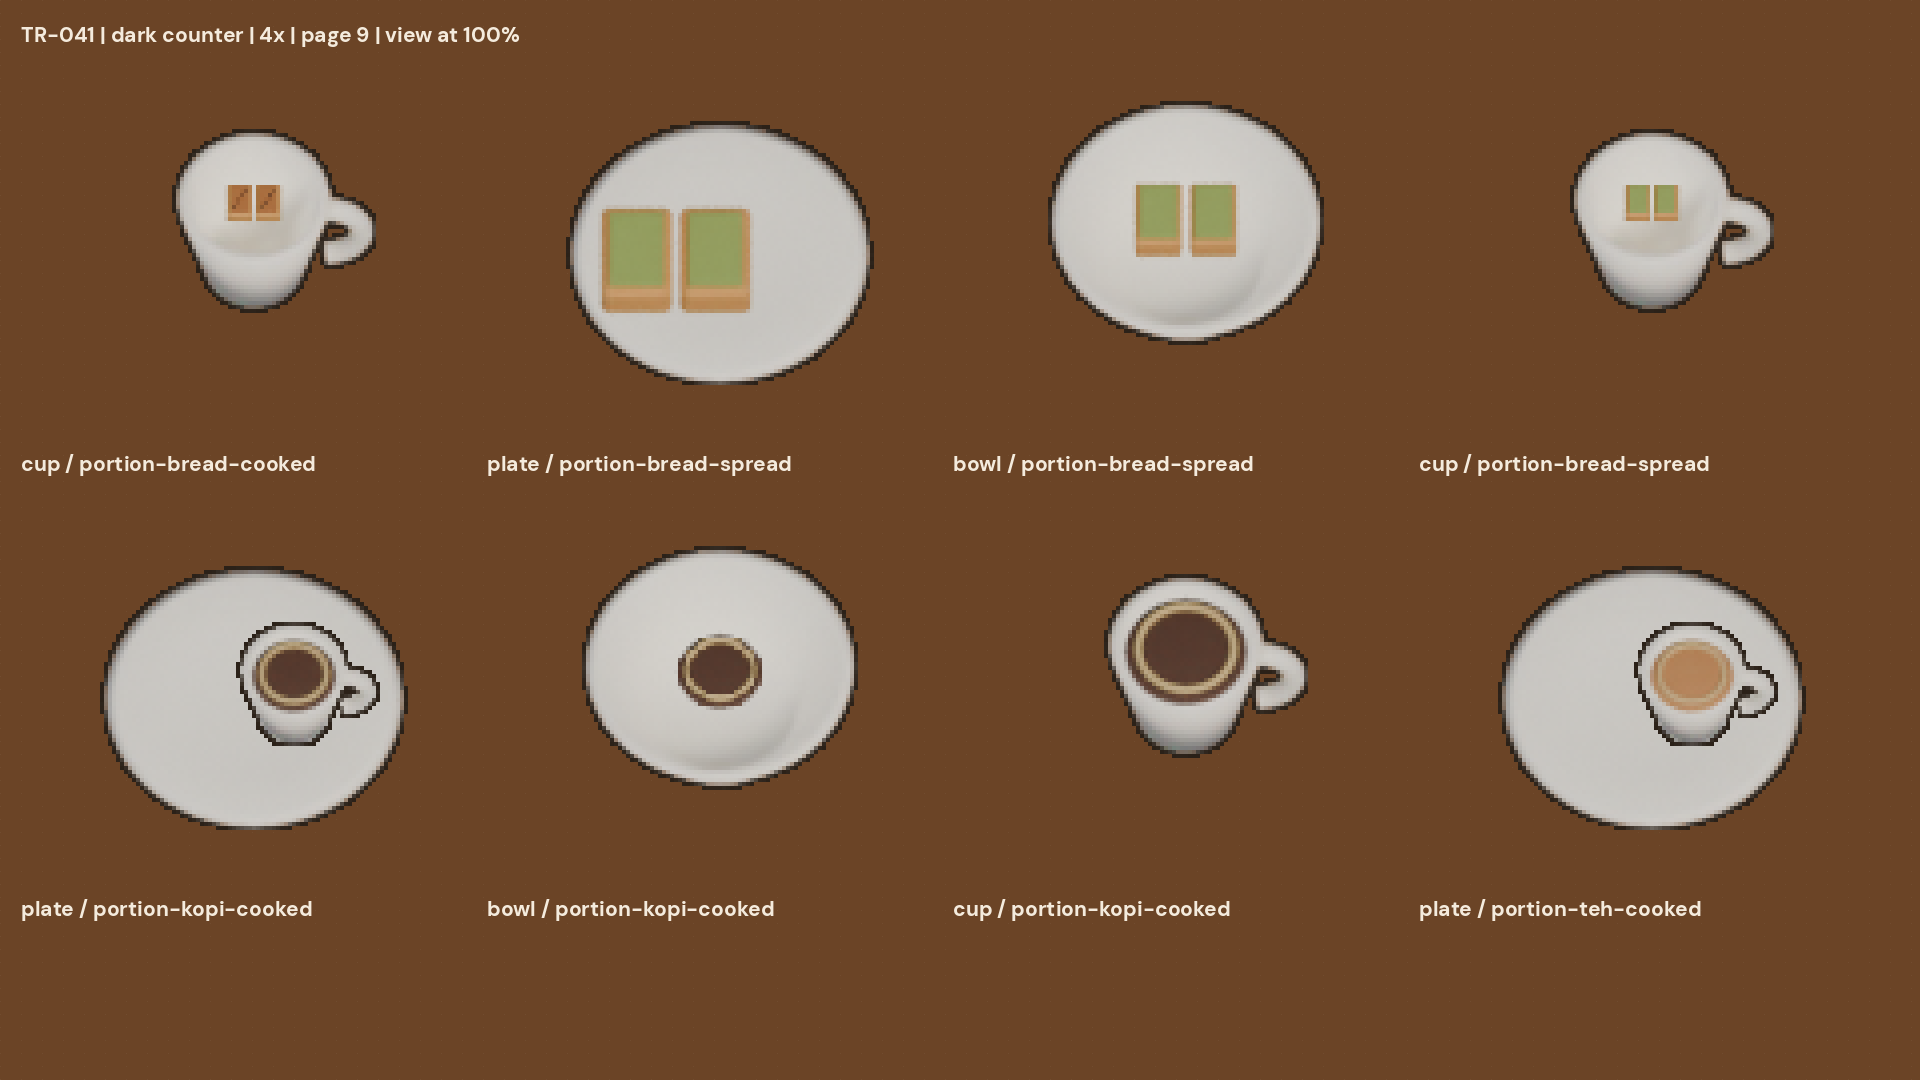 TR-041 | dark counter | 4x | page 9 | view at 100%
cup / portion-bread-cooked
plate / portion-bread-spread
bowl / portion-bread-spread
cup / portion-bread-spread
plate / portion-kopi-cooked
bowl / portion-kopi-cooked
cup / portion-kopi-cooked
plate / portion-teh-cooked